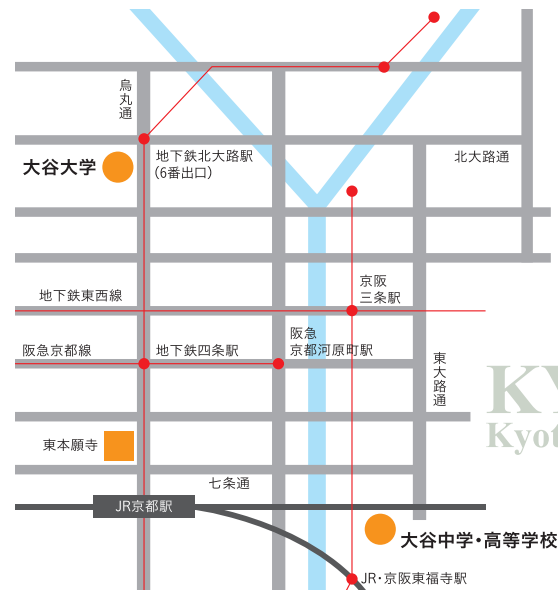 烏丸通
大谷大学
地下鉄北大路駅
(6番出口)
北大路通
地下鉄東西線
京阪
三条駅
阪急京都線
地下鉄四条駅
阪急
京都河原町駅
東大路通
KY
Kyot
東本願寺
七条通
JR京都駅
大谷中学・高等学校
JR・京阪東福寺駅